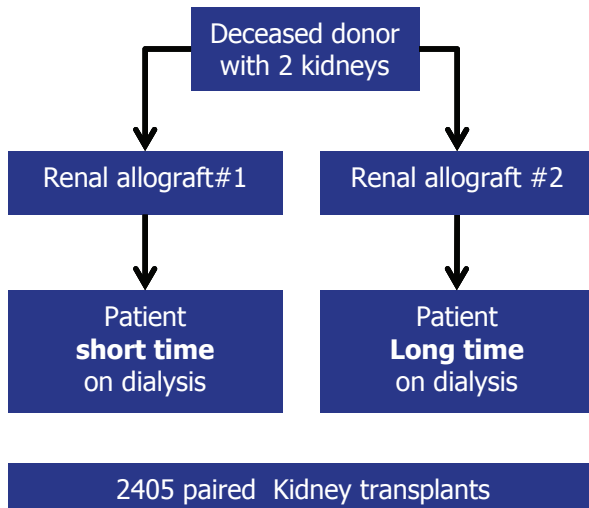 Deceased donor
with 2 kidneys
Renal allograft#1
Renal allograft #2
Patient
short time
on dialysis
Patient
Long time
on dialysis
2405 paired Kidney transplants